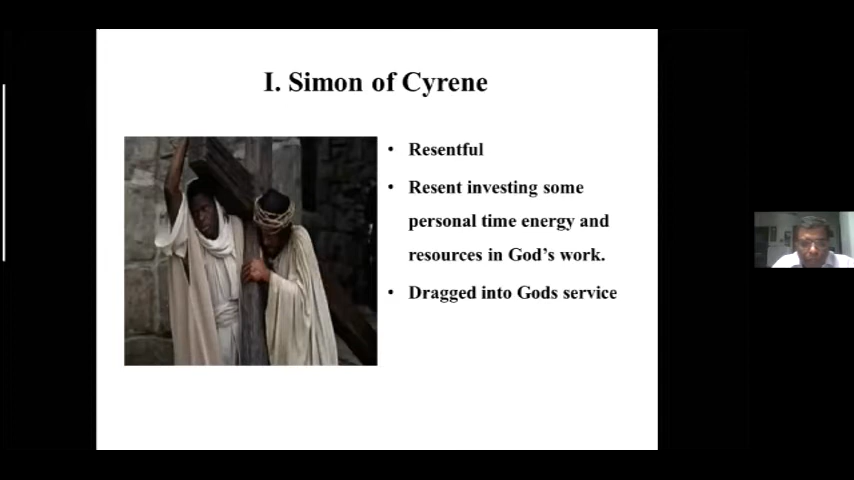 I. Simon of Cyrene
• Resentful
• Resent investing some
personal time energy and
resources in God’s work.
• Dragged into Gods service